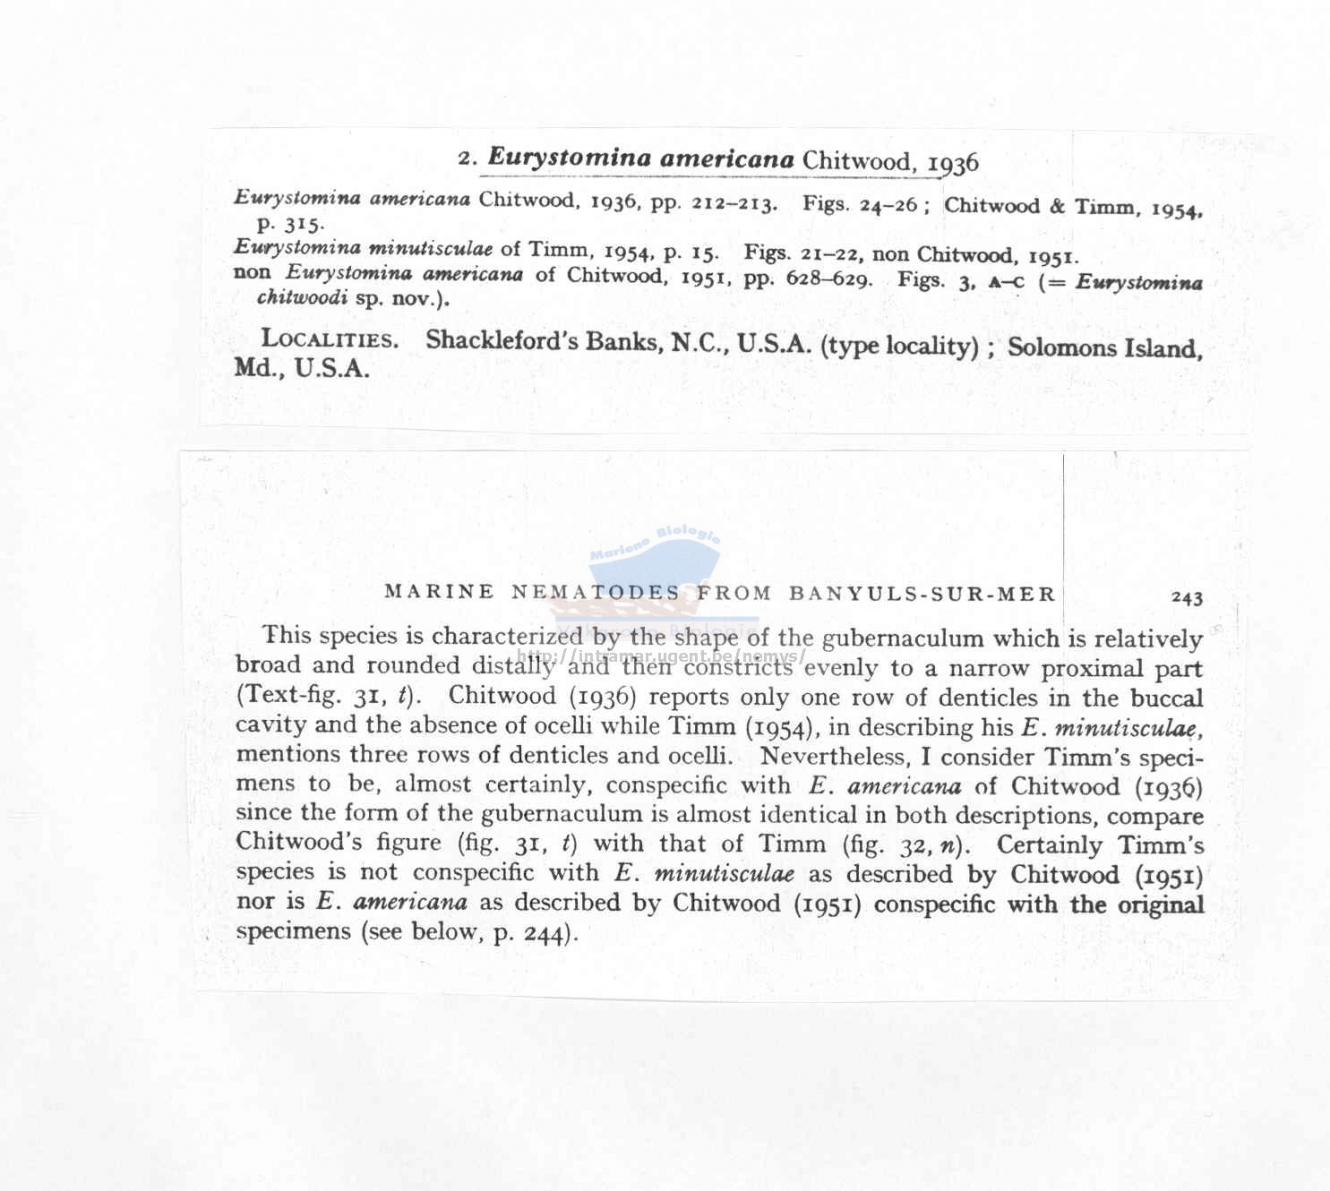 2. Eurystomina americana Chitwood, 1936
Eurystomina americana Chitwood, 1936, pp. 212–213. Figs. 24–26 ; Chitwood & Timm, 1954,
p. 315.
Eurystomina minutisculae of Timm, 1954, p. 15. Figs. 21–22, non Chitwood, 1951.
non Eurystomina americana of Chitwood, 1951, pp. 628–629. Figs. 3, A–C (= Eurystomina
chitwoodi sp. nov.).
LOCALITIES. Shackleford's Banks, N.C., U.S.A. (type locality) ; Solomons Island,
Md., U.S.A.
Mariene Biologie
MARINE NEMATODES FROM BANYULS-SUR-MER 243
This species is characterized by the shape of the gubernaculum which is relatively
http://intramar.ugent.be/nemys/
broad and rounded distally and then constricts evenly to a narrow proximal part
(Text-fig. 31, t). Chitwood (1936) reports only one row of denticles in the buccal
cavity and the absence of ocelli while Timm (1954), in describing his E. minutisculae,
mentions three rows of denticles and ocelli. Nevertheless, I consider Timm's speci-
mens to be, almost certainly, conspecific with E. americana of Chitwood (1936)
since the form of the gubernaculum is almost identical in both descriptions, compare
Chitwood's figure (fig. 31, t) with that of Timm (fig. 32, n). Certainly Timm's
species is not conspecific with E. minutisculae as described by Chitwood (1951)
nor is E. americana as described by Chitwood (1951) conspecific with the original
specimens (see below, p. 244).